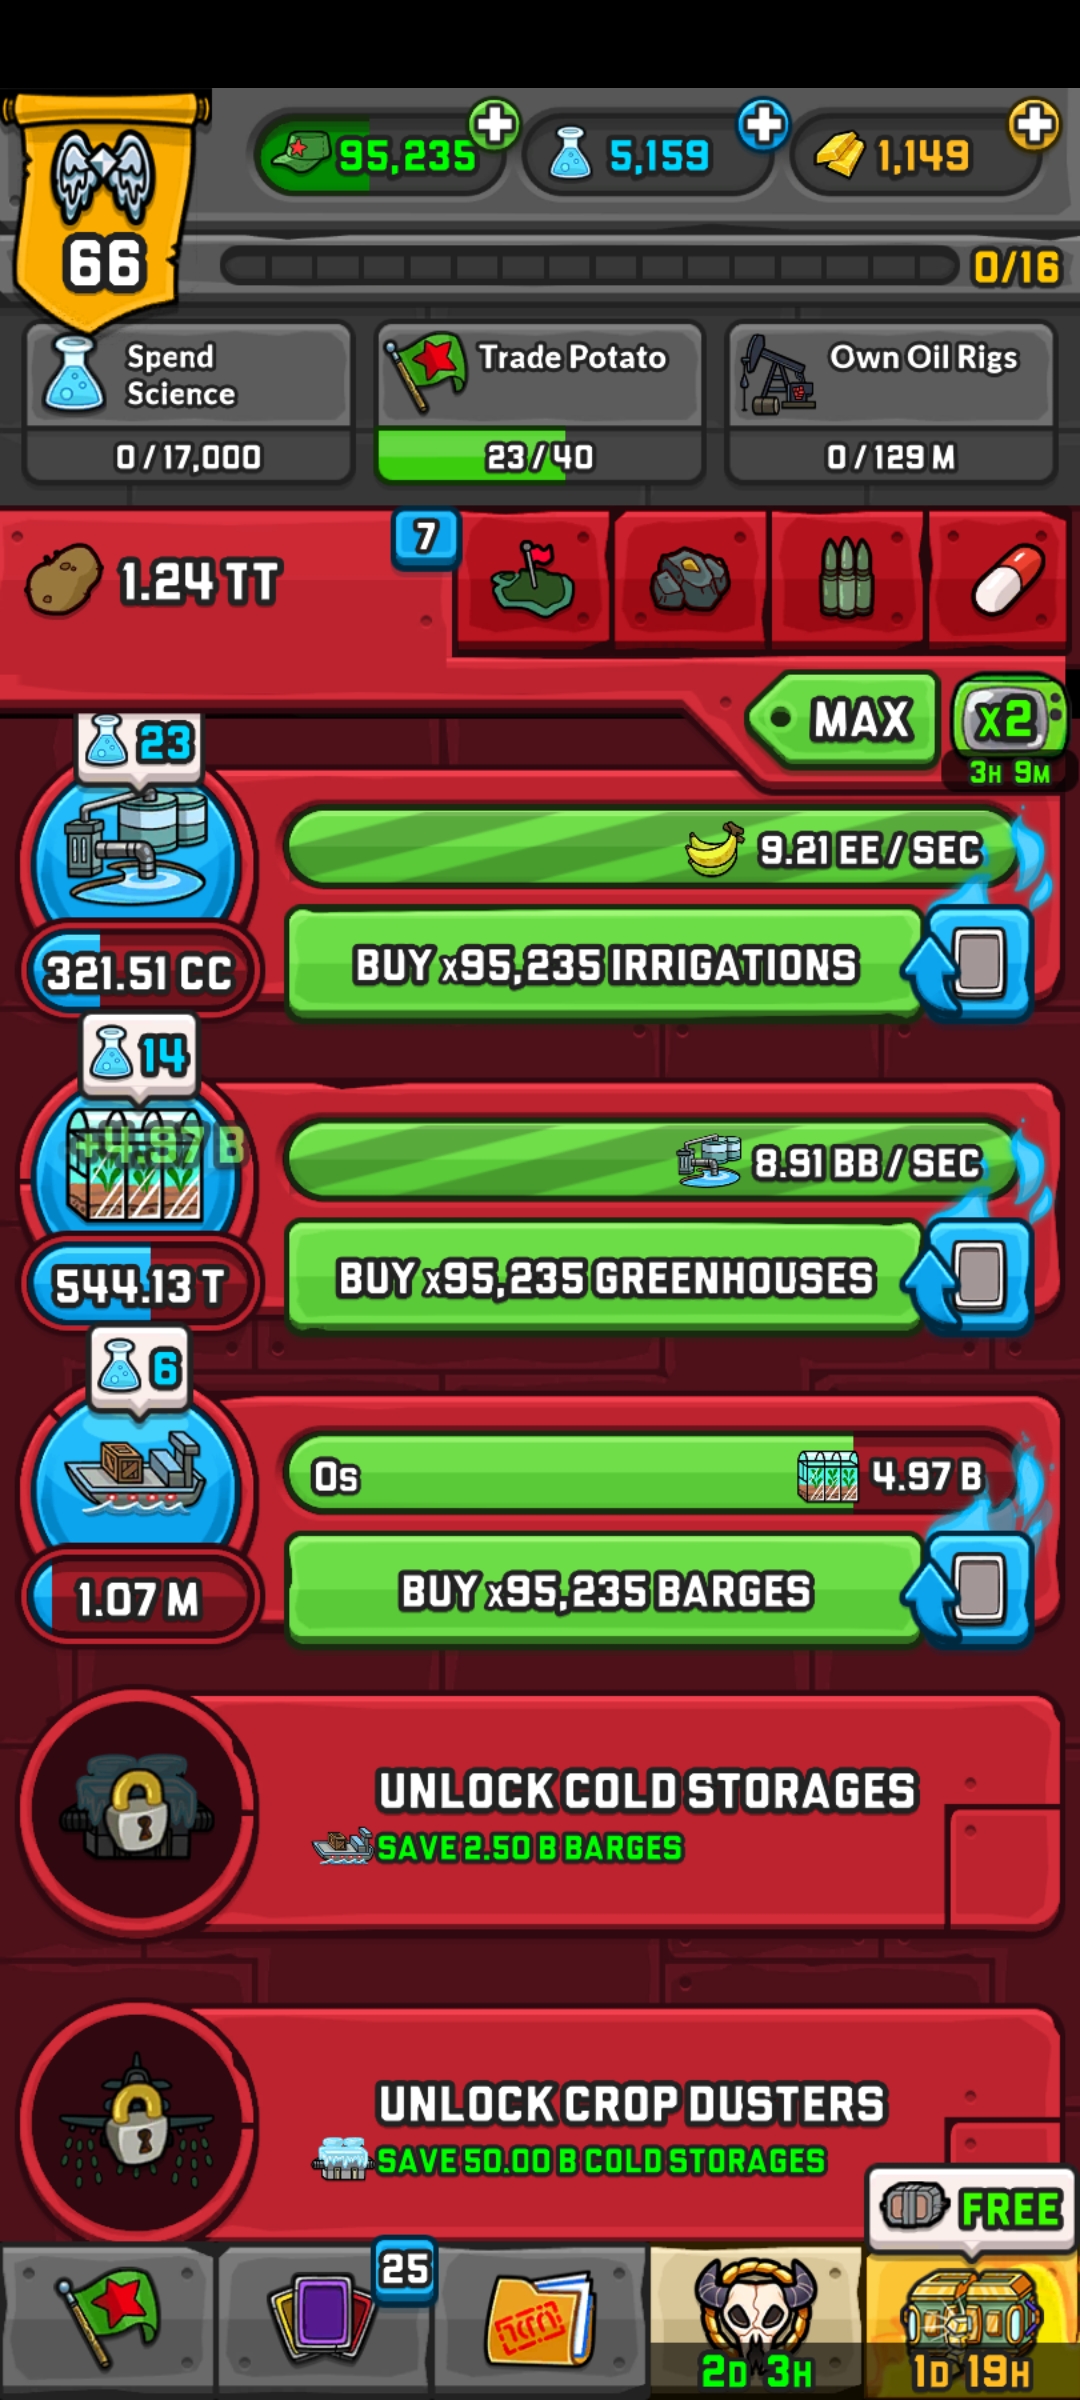 95,235
5,159
1,149
66
0/16
Spend
Science
0/17,000
Trade Potato
23/40
Own Oil Rigs
0/129 M
1.24 TT
7
MAX
x2
3H 9M
23
9.21 EE/SEC
321.51 CC
BUY x95,235 IRRIGATIONS
14
+4.97 B
8.91 BB/SEC
544.13 T
BUY x95,235 GREENHOUSES
6
0s
4.97 B
1.07 M
BUY x95,235 BARGES
UNLOCK COLD STORAGES
SAVE 2.50 B BARGES
UNLOCK CROP DUSTERS
SAVE 50.00 B COLD STORAGES
FREE
25
2D 3H
1D 19H